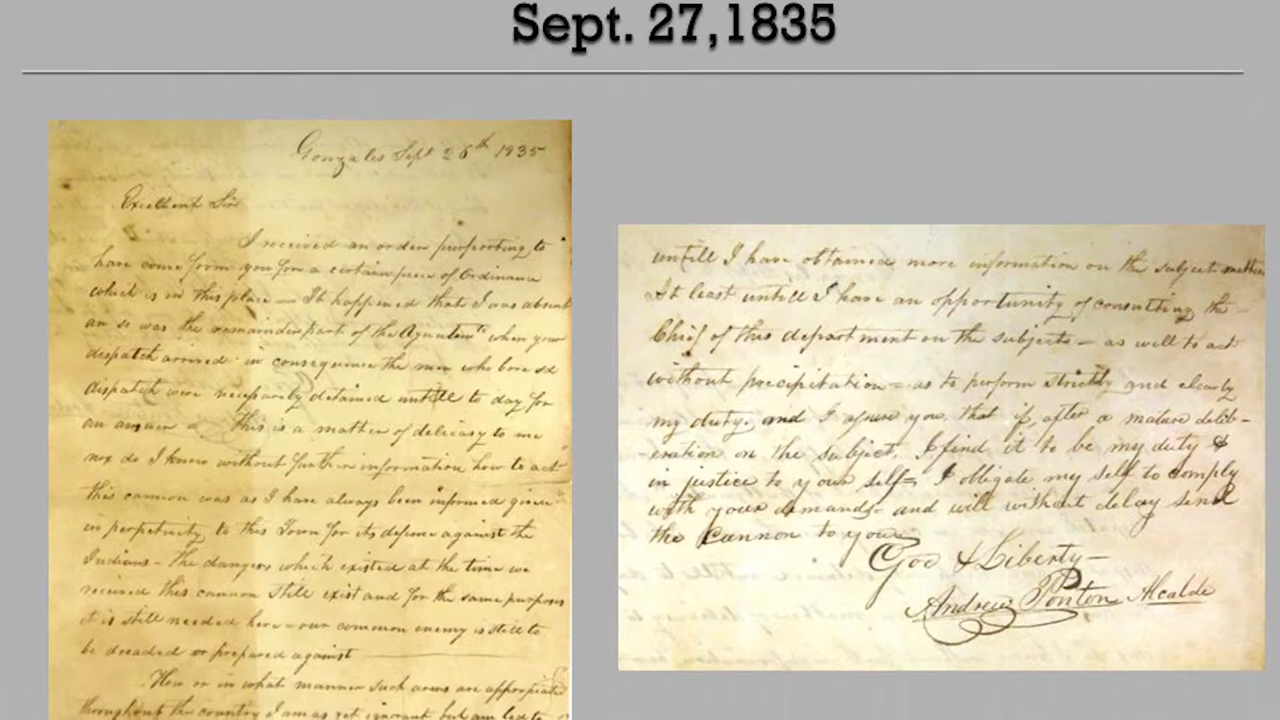 Sept. 27,1835
Gonzales Sept 26th 1835
Excellent Sir
I received an order purporting to
have come from you for a certain piece of Ordinance
which is in this place — It happened that I was absent
an so was the remainder part of the Ayuntamto when your
dispatch arrived in consequence the men who bore sd
dispatch were necessarily detained untill to day for
an answer This is a matter of delicasy to me
nor do I know without further information how to act
this cannon was as I have always been informed given
in perpetuity to this Town for its defense against the
Indians – The dangers which existed at the time we
received this cannon still exist and for the same purposes
it is still needed here – our common enemy is still to
be dreaded or prepared against
How or in what manner such arms are appropriated
throughout the country I am as yet ignorant but am led to
untill I have obtained more information on the subject matter
At least untill I have an opportunity of consulting the –
Chief of this department on the subjects – as well to act
without precipitation – as to perform strictly and clearly
my duty, and I assure you, that if, after a mature delib-
eration on the subject, I find it to be my duty &
in justice to your self= I obligate my self to comply
with your demands – and will without delay send
the cannon to you
God & Liberty –
Andrew Ponton Alcalde